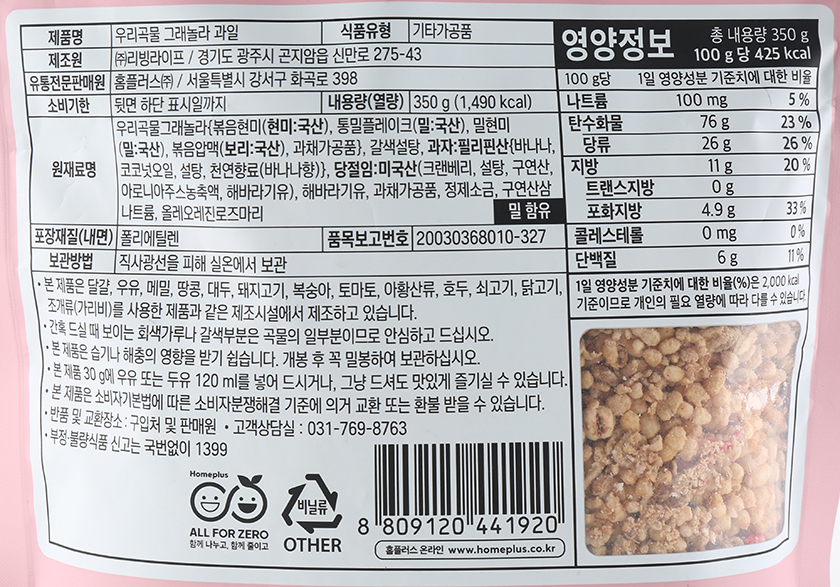 제품명 우리곡물 그래놀라 과일 식품유형 기타가공품
제조원 ㈜리빙라이프 / 경기도 광주시 곤지암읍 신만로 275-43
유통전문판매원 홈플러스㈜ / 서울특별시 강서구 화곡로 398
소비기한 뒷면 하단 표시일까지 내용량(열량) 350 g (1,490 kcal)
원재료명
우리곡물그래놀라{볶음현미(현미:국산), 통밀플레이크(밀:국산), 밀현미
(밀:국산), 볶음압맥(보리:국산), 과채가공품}, 갈색설탕, 과자:필리핀산{바나나,
코코넛오일, 설탕, 천연향료(바나나향)}, 당절임:미국산(크랜베리, 설탕, 구연산,
아로니아주스농축액, 해바라기유), 해바라기유, 과채가공품, 정제소금, 구연산삼
나트륨, 올레오레진로즈마리
밀 함유
포장재질(내면) 폴리에틸렌 품목보고번호 20030368010-327
보관방법 직사광선을 피해 실온에서 보관
• 본 제품은 달걀, 우유, 메밀, 땅콩, 대두, 돼지고기, 복숭아, 토마토, 아황산류, 호두, 쇠고기, 닭고기,
조개류(가리비)를 사용한 제품과 같은 제조시설에서 제조하고 있습니다.
• 간혹 드실 때 보이는 회색가루나 갈색부분은 곡물의 일부분이므로 안심하고 드십시오.
• 본 제품은 습기나 해충의 영향을 받기 쉽습니다. 개봉 후 꼭 밀봉하여 보관하십시오.
• 본 제품 30 g에 우유 또는 두유 120 ml를 넣어 드시거나, 그냥 드셔도 맛있게 즐기실 수 있습니다.
• 본 제품은 소비자기본법에 따른 소비자분쟁해결 기준에 의거 교환 또는 환불 받을 수 있습니다.
• 반품 및 교환장소 : 구입처 및 판매원 • 고객상담실 : 031-769-8763
• 부정·불량식품 신고는 국번없이 1399
Homeplus
ALL FOR ZERO
함께 나누고, 함께 줄이고
비닐류
OTHER
8 809120 441920
홈플러스 온라인 www.homeplus.co.kr
영양정보
총 내용량 350 g
100 g 당 425 kcal
100 g당 1일 영양성분 기준치에 대한 비율
나트륨 100 mg 5 %
탄수화물 76 g 23 %
당류 26 g 26 %
지방 11 g 20 %
트랜스지방 0 g
포화지방 4.9 g 33 %
콜레스테롤 0 mg 0 %
단백질 6 g 11 %
1일 영양성분 기준치에 대한 비율(%)은 2,000 kcal
기준이므로 개인의 필요 열량에 따라 다를 수 있습니다.